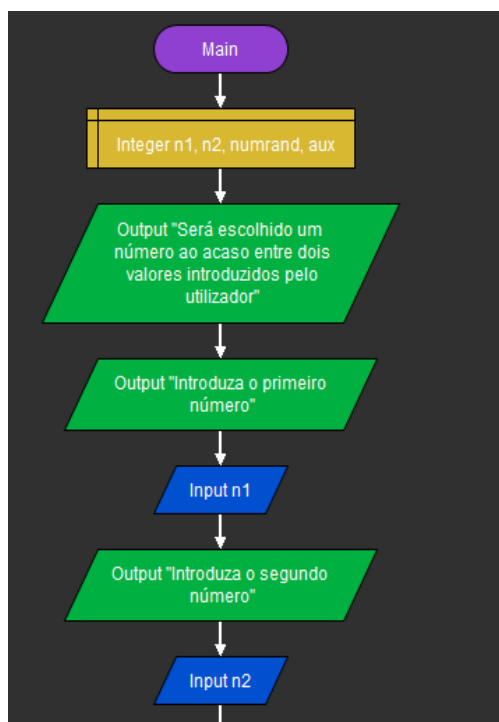 Main
Integer n1, n2, numrand, aux
Output "Será escolhido um
número ao acaso entre dois
valores introduzidos pelo
utilizador"
Output "Introduza o primeiro
número"
Input n1
Output "Introduza o segundo
número"
Input n2